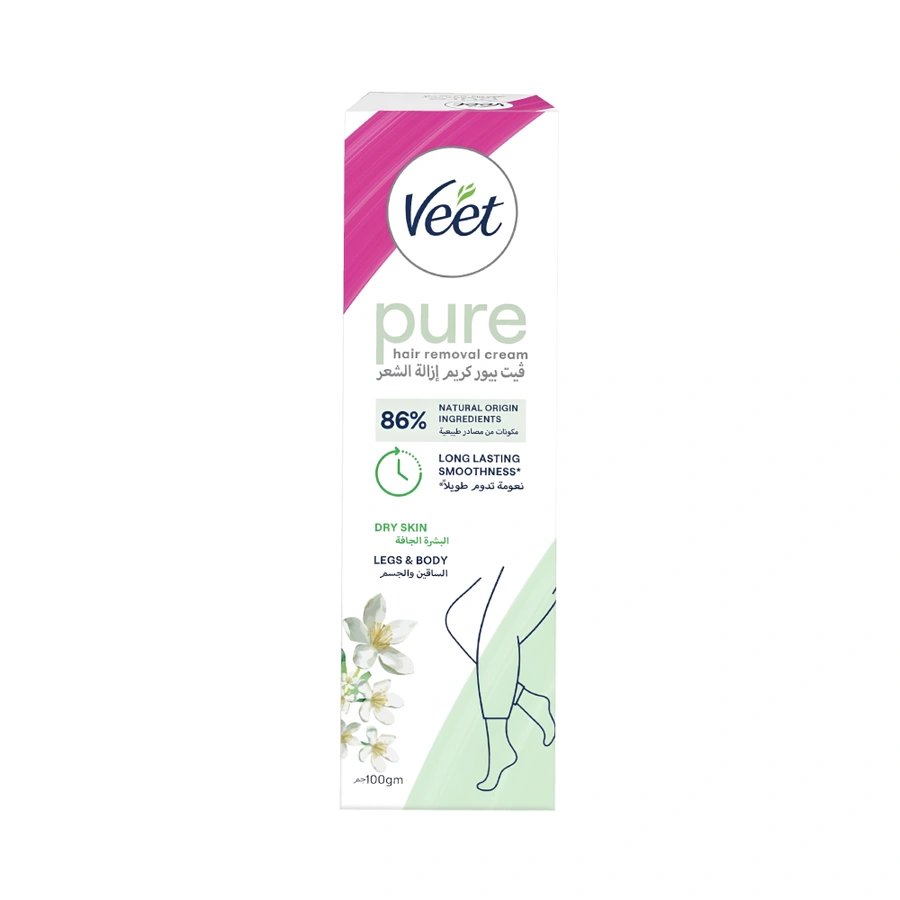 Veet
pure
hair removal cream
ڤيت بيور كريم إزالة الشعر
86%
NATURAL ORIGIN
INGREDIENTS
مكونات من مصادر طبيعية
LONG LASTING
SMOOTHNESS*
نعومة تدوم طويلاً*
DRY SKIN
البشرة الجافة
LEGS & BODY
الساقين والجسم
100gm جم